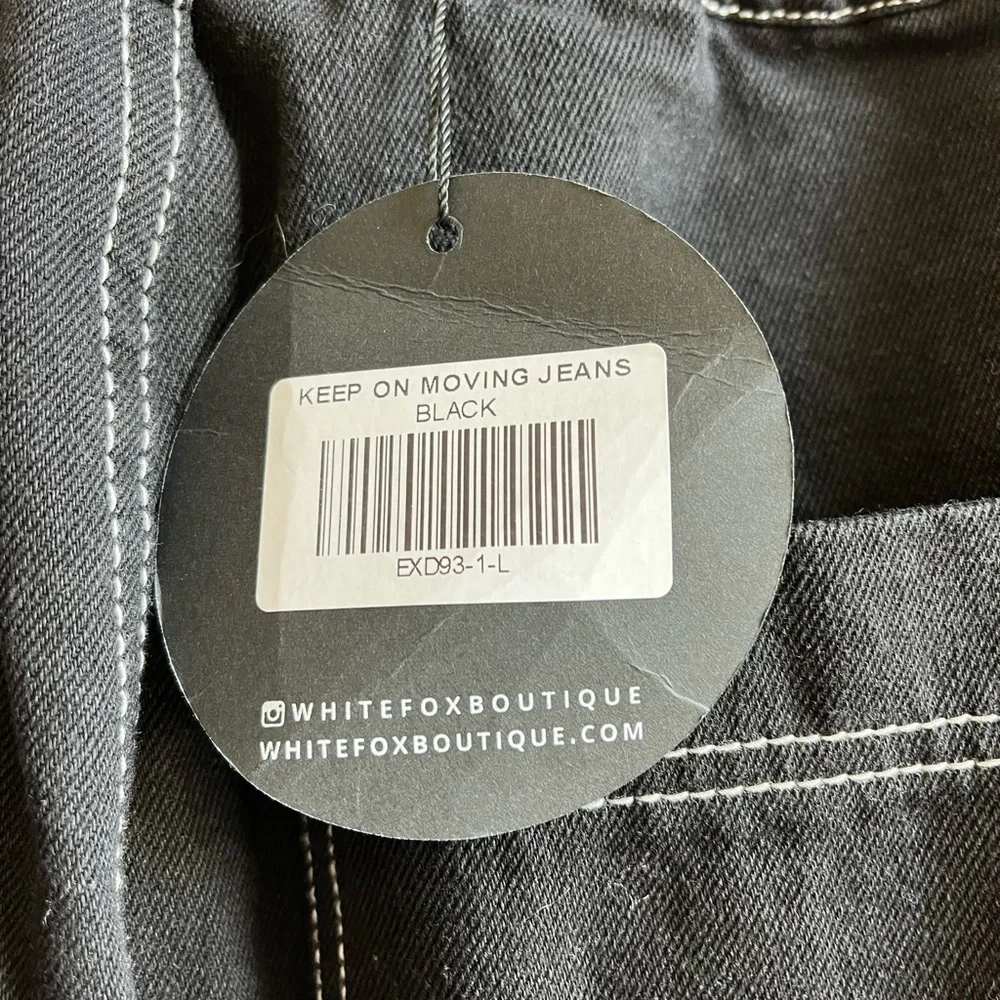 KEEP ON MOVING JEANS
BLACK
EXD93-1-L
WHITEFOXBOUTIQUE
WHITEFOXBOUTIQUE.COM